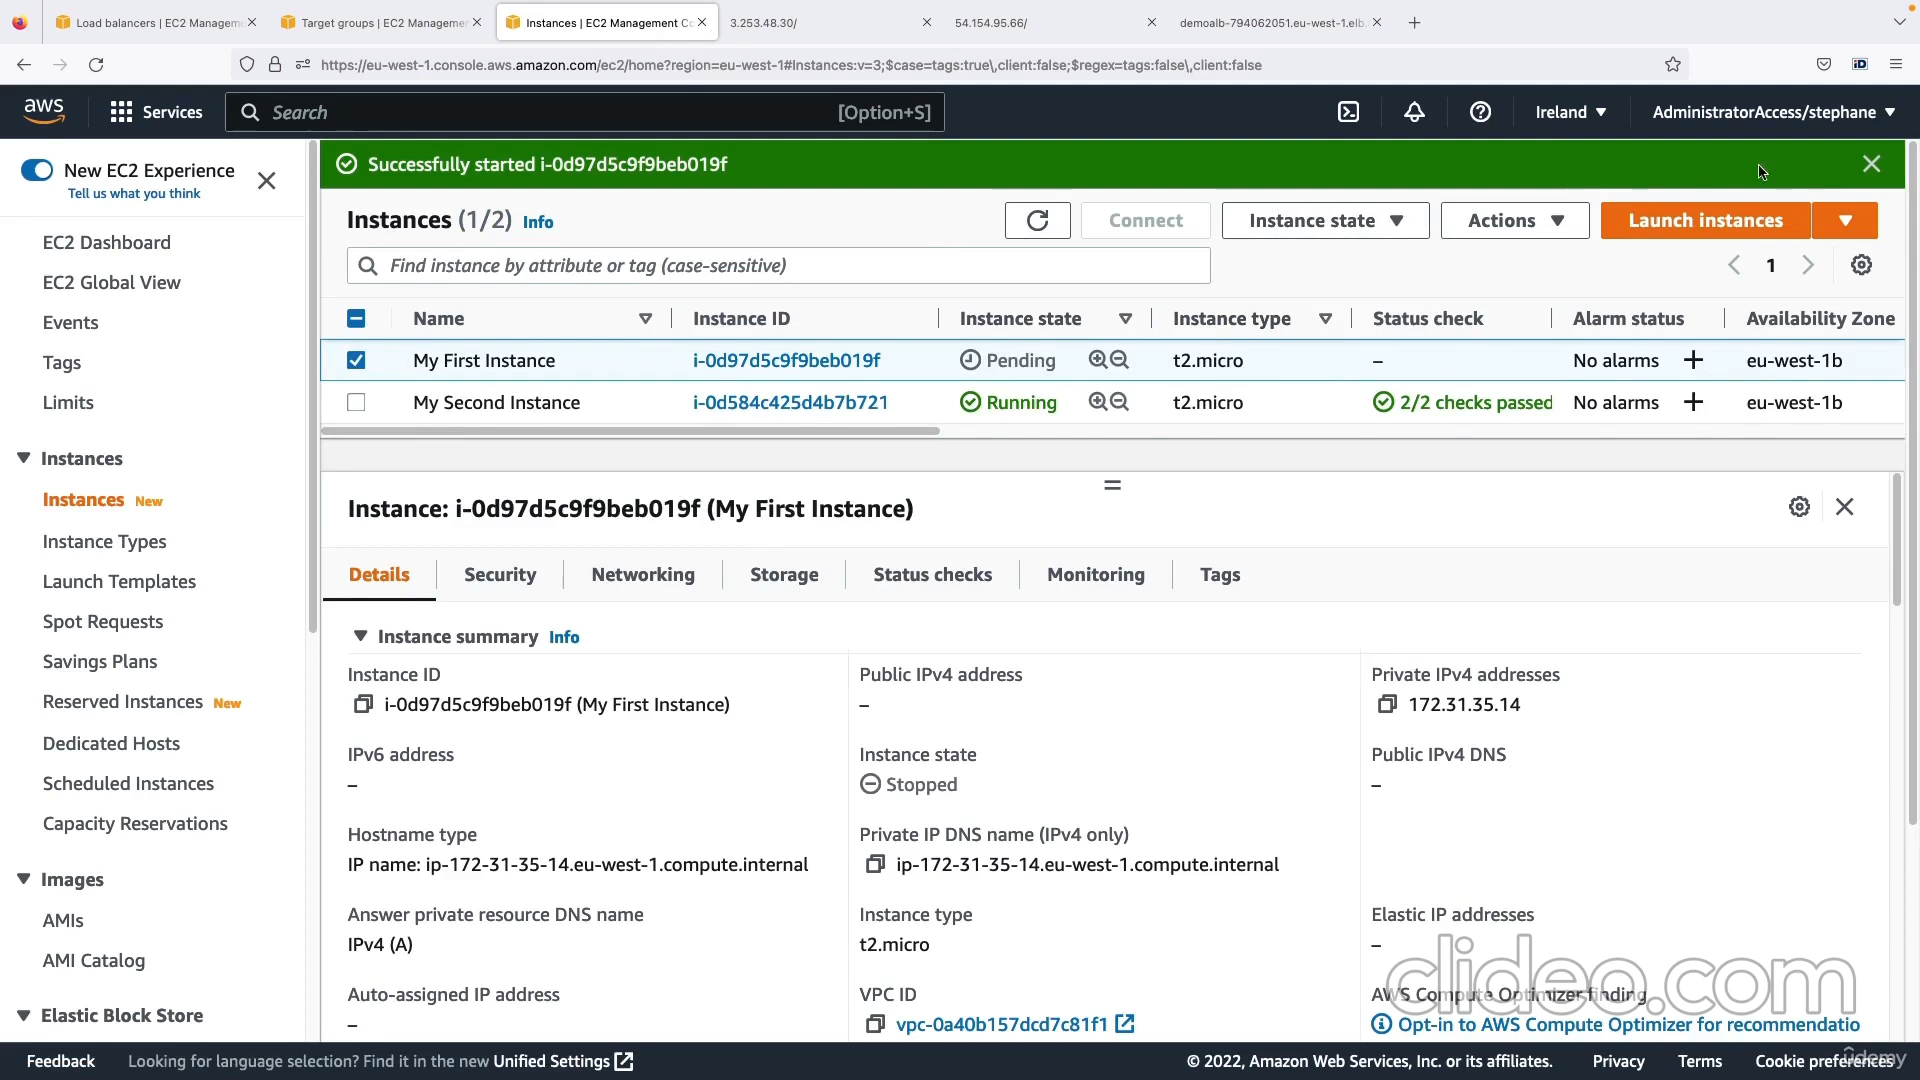 Load balancers | EC2 Managem
Target groups | EC2 Managemen
Instances | EC2 Management Co
3.253.48.30/
54.154.95.66/
demoalb-794062051.eu-west-1.elb.
https://eu-west-1.console.aws.amazon.com/ec2/home?region=eu-west-1#Instances:v=3;$case=tags:true\,client:false;$regex=tags:false\,client:false
aws
Services
Search
[Option+S]
Ireland
AdministratorAccess/stephane
New EC2 Experience
Tell us what you think
EC2 Dashboard
EC2 Global View
Events
Tags
Limits
Instances
Instances New
Instance Types
Launch Templates
Spot Requests
Savings Plans
Reserved Instances New
Dedicated Hosts
Scheduled Instances
Capacity Reservations
Images
AMIs
AMI Catalog
Elastic Block Store
Successfully started i-0d97d5c9f9beb019f
Instances (1/2) Info
Connect
Instance state
Actions
Launch instances
Find instance by attribute or tag (case-sensitive)
1
Name Instance ID Instance state Instance type Status check Alarm status Availability Zone
My First Instance i-0d97d5c9f9beb019f Pending t2.micro – No alarms + eu-west-1b
My Second Instance i-0d584c425d4b7b721 Running t2.micro 2/2 checks passed No alarms + eu-west-1b
Instance: i-0d97d5c9f9beb019f (My First Instance)
Details Security Networking Storage Status checks Monitoring Tags
Instance summary Info
Instance ID
i-0d97d5c9f9beb019f (My First Instance)
Public IPv4 address
–
Private IPv4 addresses
172.31.35.14
IPv6 address
–
Instance state
Stopped
Public IPv4 DNS
–
Hostname type
IP name: ip-172-31-35-14.eu-west-1.compute.internal
Private IP DNS name (IPv4 only)
ip-172-31-35-14.eu-west-1.compute.internal
Answer private resource DNS name
IPv4 (A)
Instance type
t2.micro
Elastic IP addresses
–
Auto-assigned IP address
–
VPC ID
vpc-0a40b157dcd7c81f1
AWS Compute Optimizer finding
Opt-in to AWS Compute Optimizer for recommendatio
clideo.com
Feedback
Looking for language selection? Find it in the new Unified Settings
© 2022, Amazon Web Services, Inc. or its affiliates.
Privacy
Terms
Cookie preferences
ûdemy